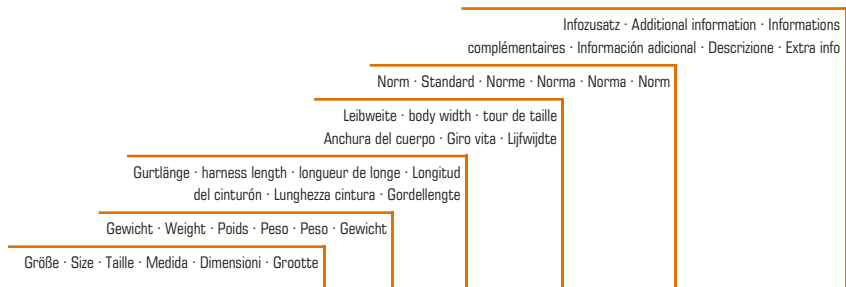 Infozusatz · Additional information · Informations
complémentaires · Información adicional · Descrizione · Extra info
Norm · Standard · Norme · Norma · Norma · Norm
Leibweite · body width · tour de taille
Anchura del cuerpo · Giro vita · Lijfwijdte
Gurtlänge · harness length · longueur de longe · Longitud
del cinturón · Lunghezza cintura · Gordellengte
Gewicht · Weight · Poids · Peso · Peso · Gewicht
Größe · Size · Taille · Medida · Dimensioni · Grootte